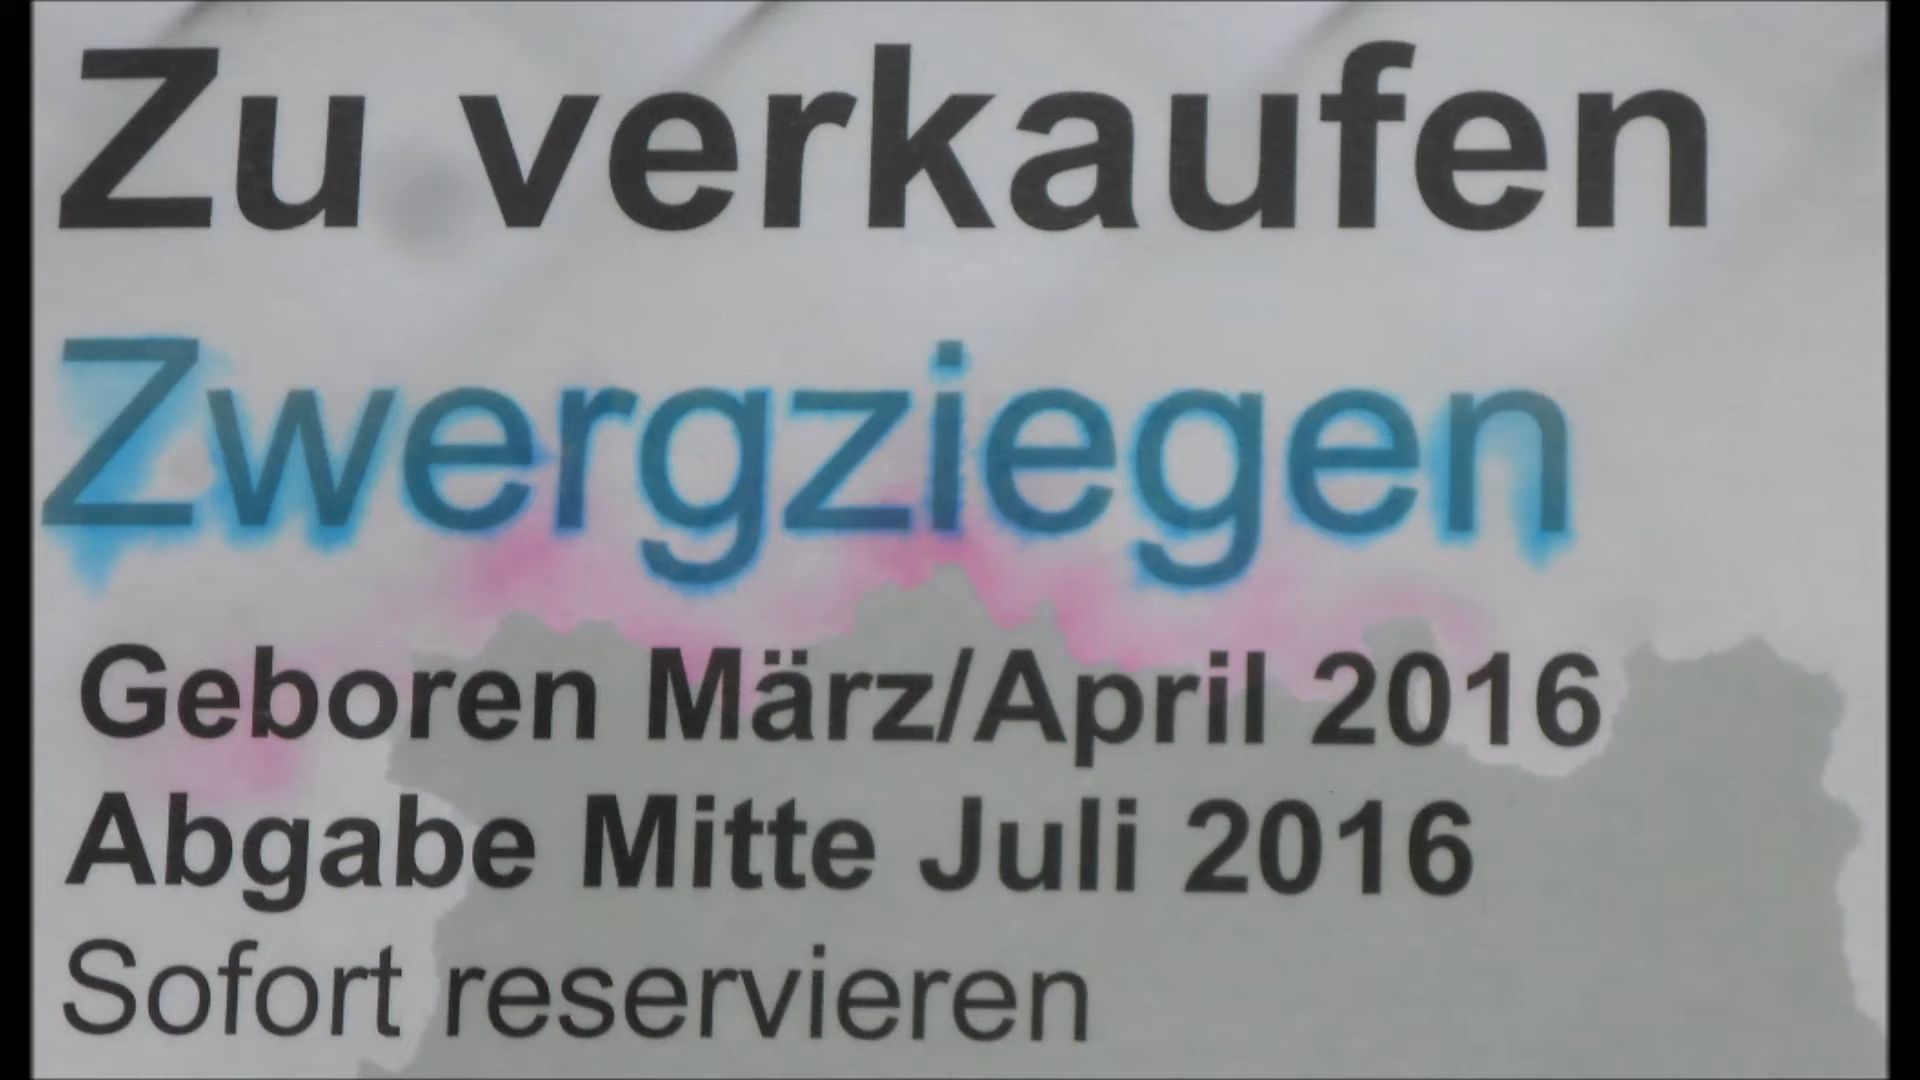 Zu verkaufen
Zwergziegen
Geboren März/April 2016
Abgabe Mitte Juli 2016
Sofort reservieren